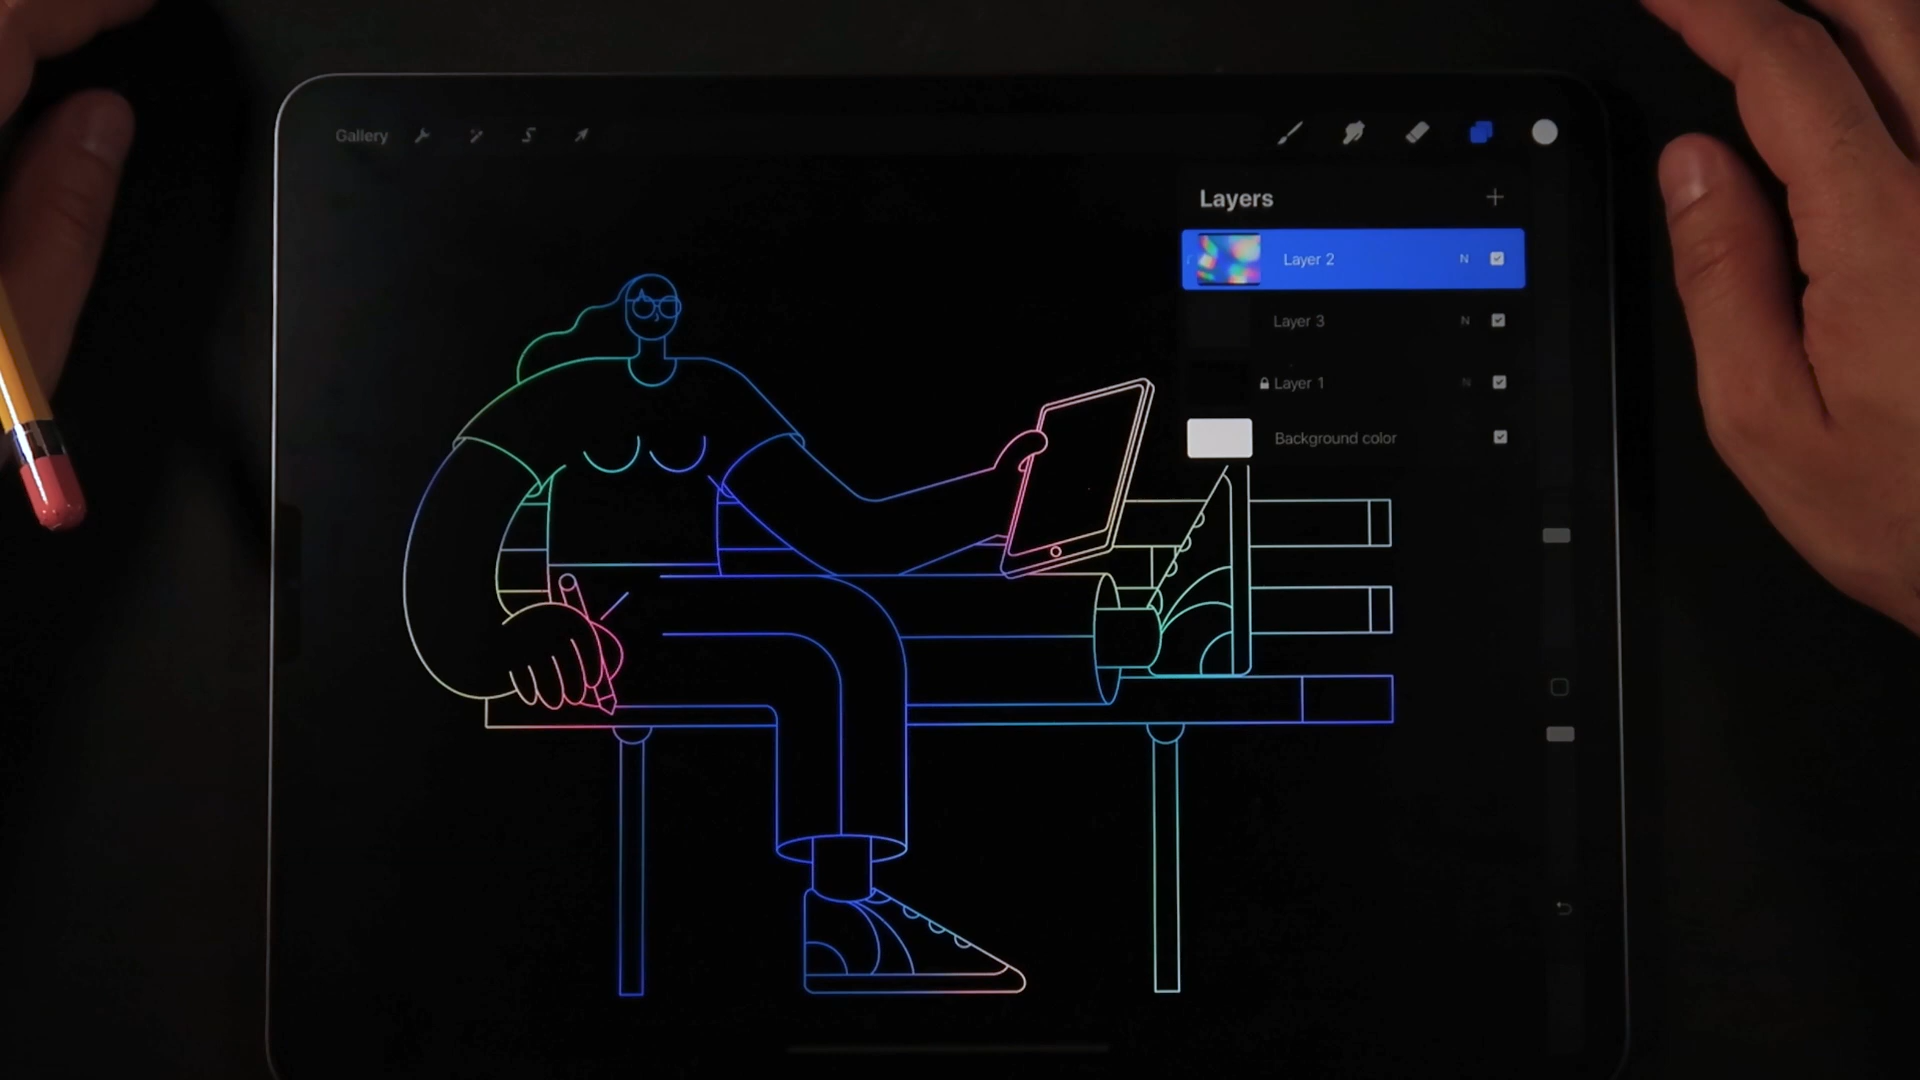 Gallery
Layers
Layer 2 N
Layer 3 N
Layer 1 N
Background color